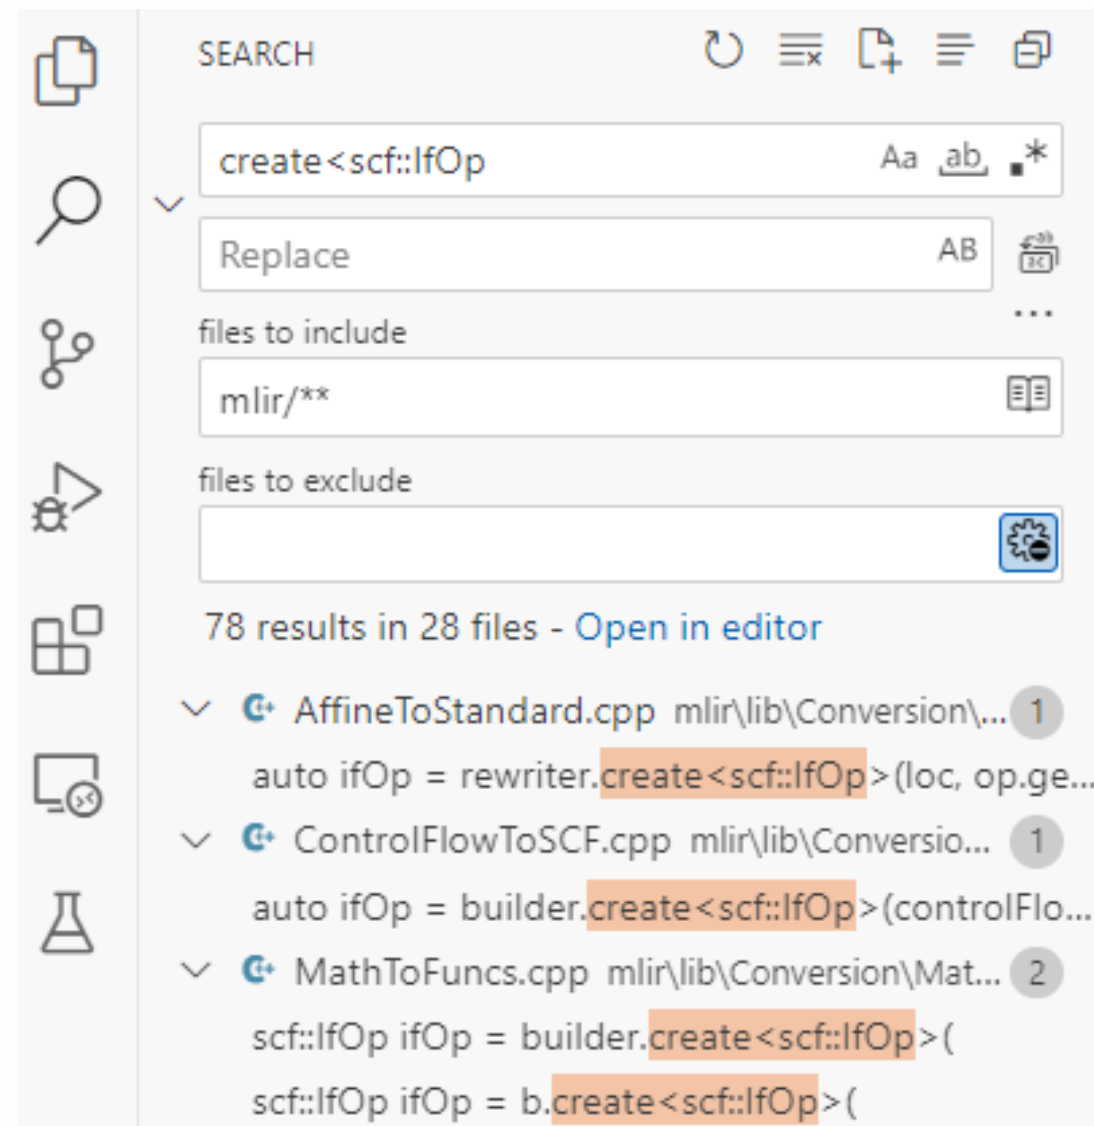 SEARCH
create<scf::IfOp Aa ab .*
Replace AB
files to include
...
mlir/**
files to exclude
78 results in 28 files - Open in editor
AffineToStandard.cpp mlir\lib\Conversion\... 1
auto ifOp = rewriter.create<scf::IfOp>(loc, op.ge...
ControlFlowToSCF.cpp mlir\lib\Conversio... 1
auto ifOp = builder.create<scf::IfOp>(controlFlo...
MathToFuncs.cpp mlir\lib\Conversion\Mat... 2
scf::IfOp ifOp = builder.create<scf::IfOp>(
scf::IfOp ifOp = b.create<scf::IfOp>(